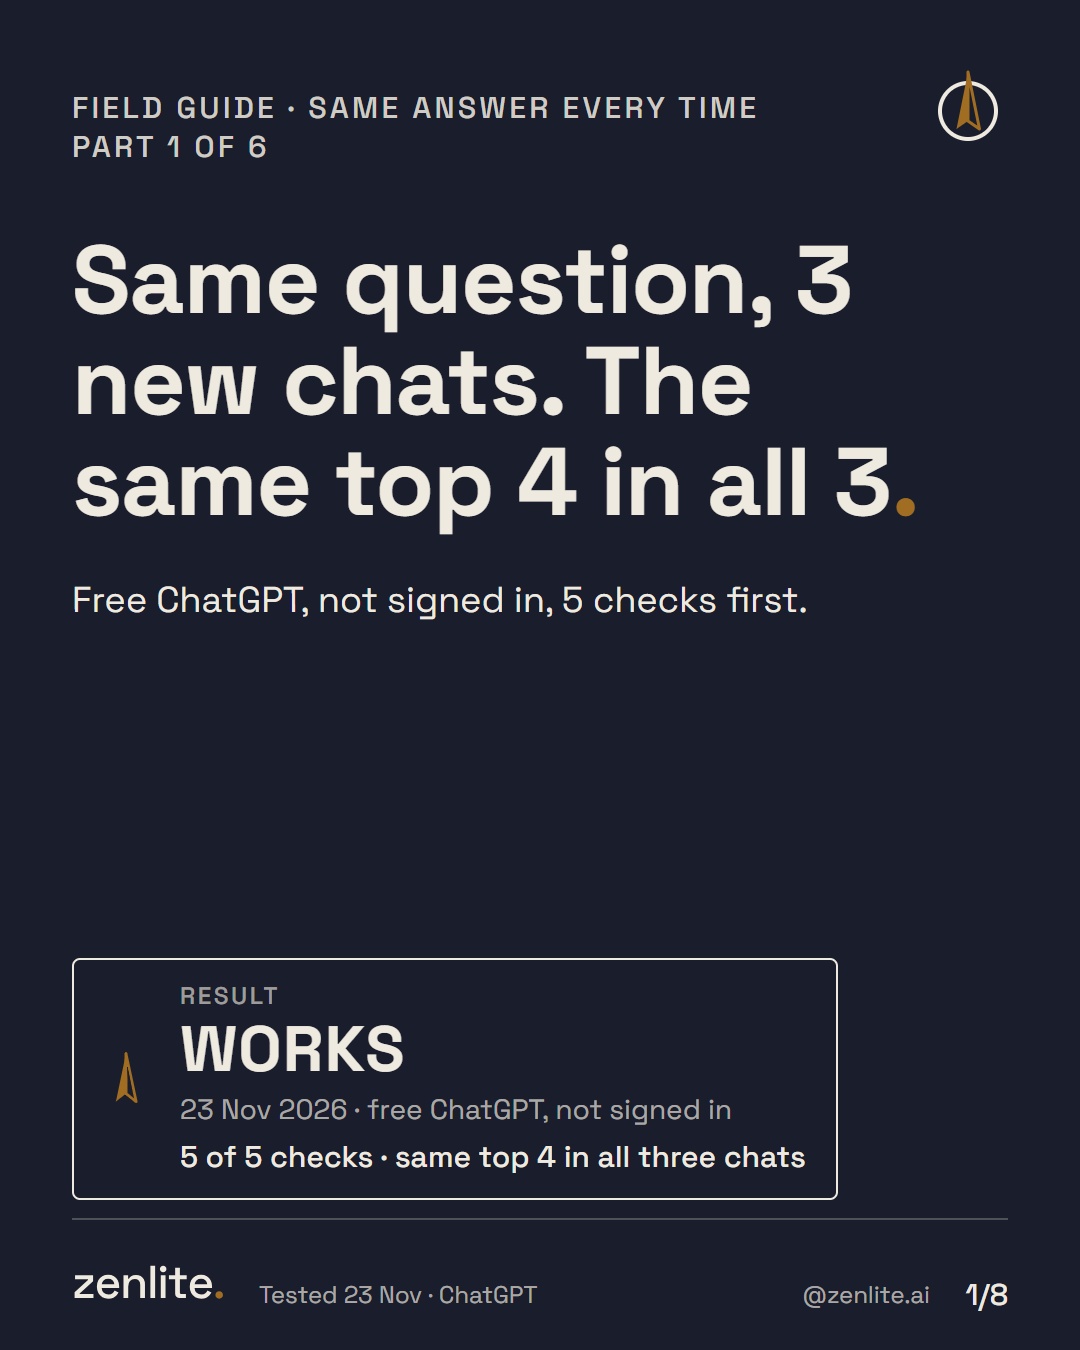 FIELD GUIDE · SAME ANSWER EVERY TIME
PART 1 OF 6
Same question, 3
new chats. The
same top 4 in all 3.
Free ChatGPT, not signed in, 5 checks first.
RESULT
WORKS
23 Nov 2026 · free ChatGPT, not signed in
5 of 5 checks · same top 4 in all three chats
zenlite. Tested 23 Nov · ChatGPT @zenlite.ai 1/8